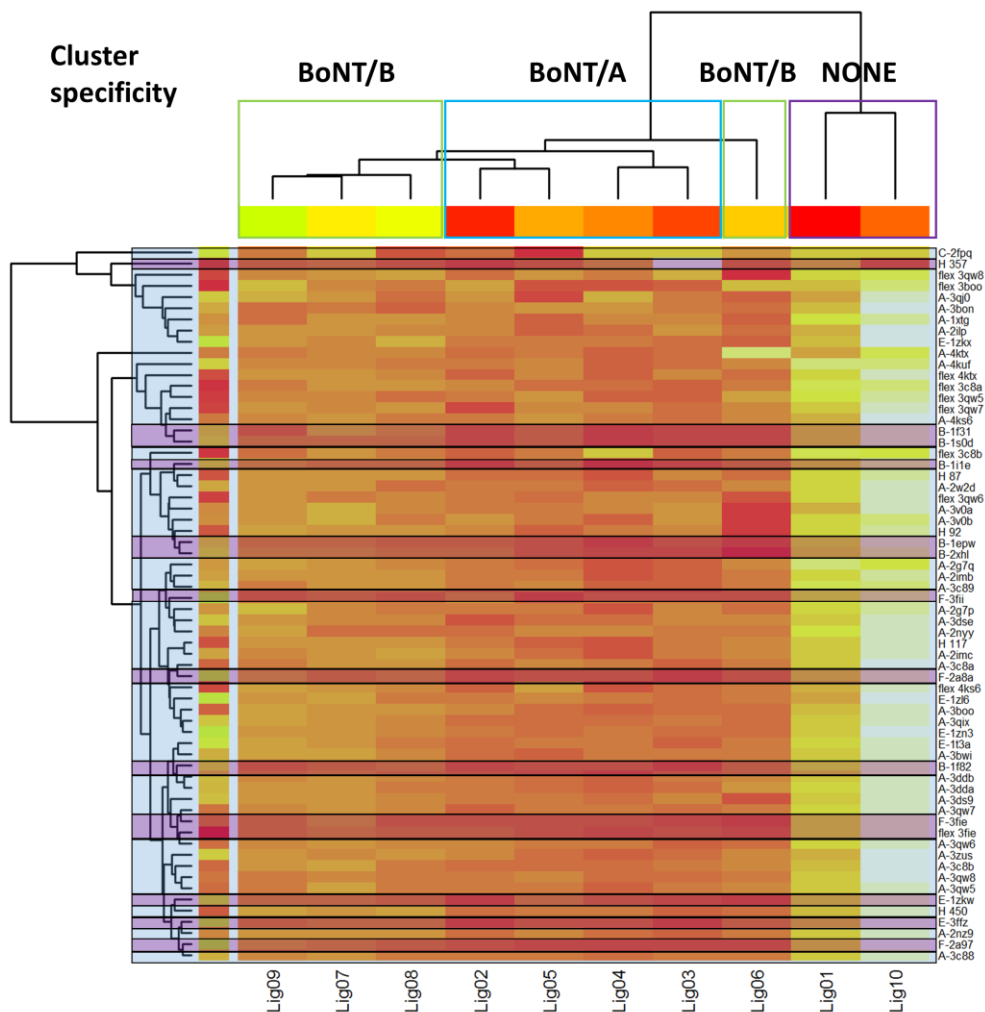 Cluster
specificity
BoNT/B
BoNT/A
BoNT/B
NONE
C-2fpq
H 357
flex 3qw8
flex 3boo
A-3qj0
A-3bon
A-1xtg
A-2ilp
E-1zkx
A-4ktx
A-4kuf
flex 4ktx
flex 3c8a
flex 3qw5
flex 3qw7
A-4ks6
B-1f31
B-1s0d
flex 3c8b
B-1i1e
H 87
A-2w2d
flex 3qw6
A-3v0a
A-3v0b
H 92
B-1epw
B-2xhl
A-2g7q
A-2imb
A-3c89
F-3fii
A-2g7p
A-3dse
A-2nyy
H 117
A-2imc
A-3c8a
F-2a8a
flex 4ks6
E-1zl6
A-3boo
A-3qix
E-1zn3
E-1t3a
A-3bwi
B-1f82
A-3ddb
A-3dda
A-3ds9
A-3qw7
F-3fie
flex 3fie
A-3qw6
A-3zus
A-3c8b
A-3qw8
A-3qw5
E-1zkw
H 450
E-3ffz
A-2nz9
F-2a97
A-3c88
Lig09
Lig07
Lig08
Lig02
Lig05
Lig04
Lig03
Lig06
Lig01
Lig10